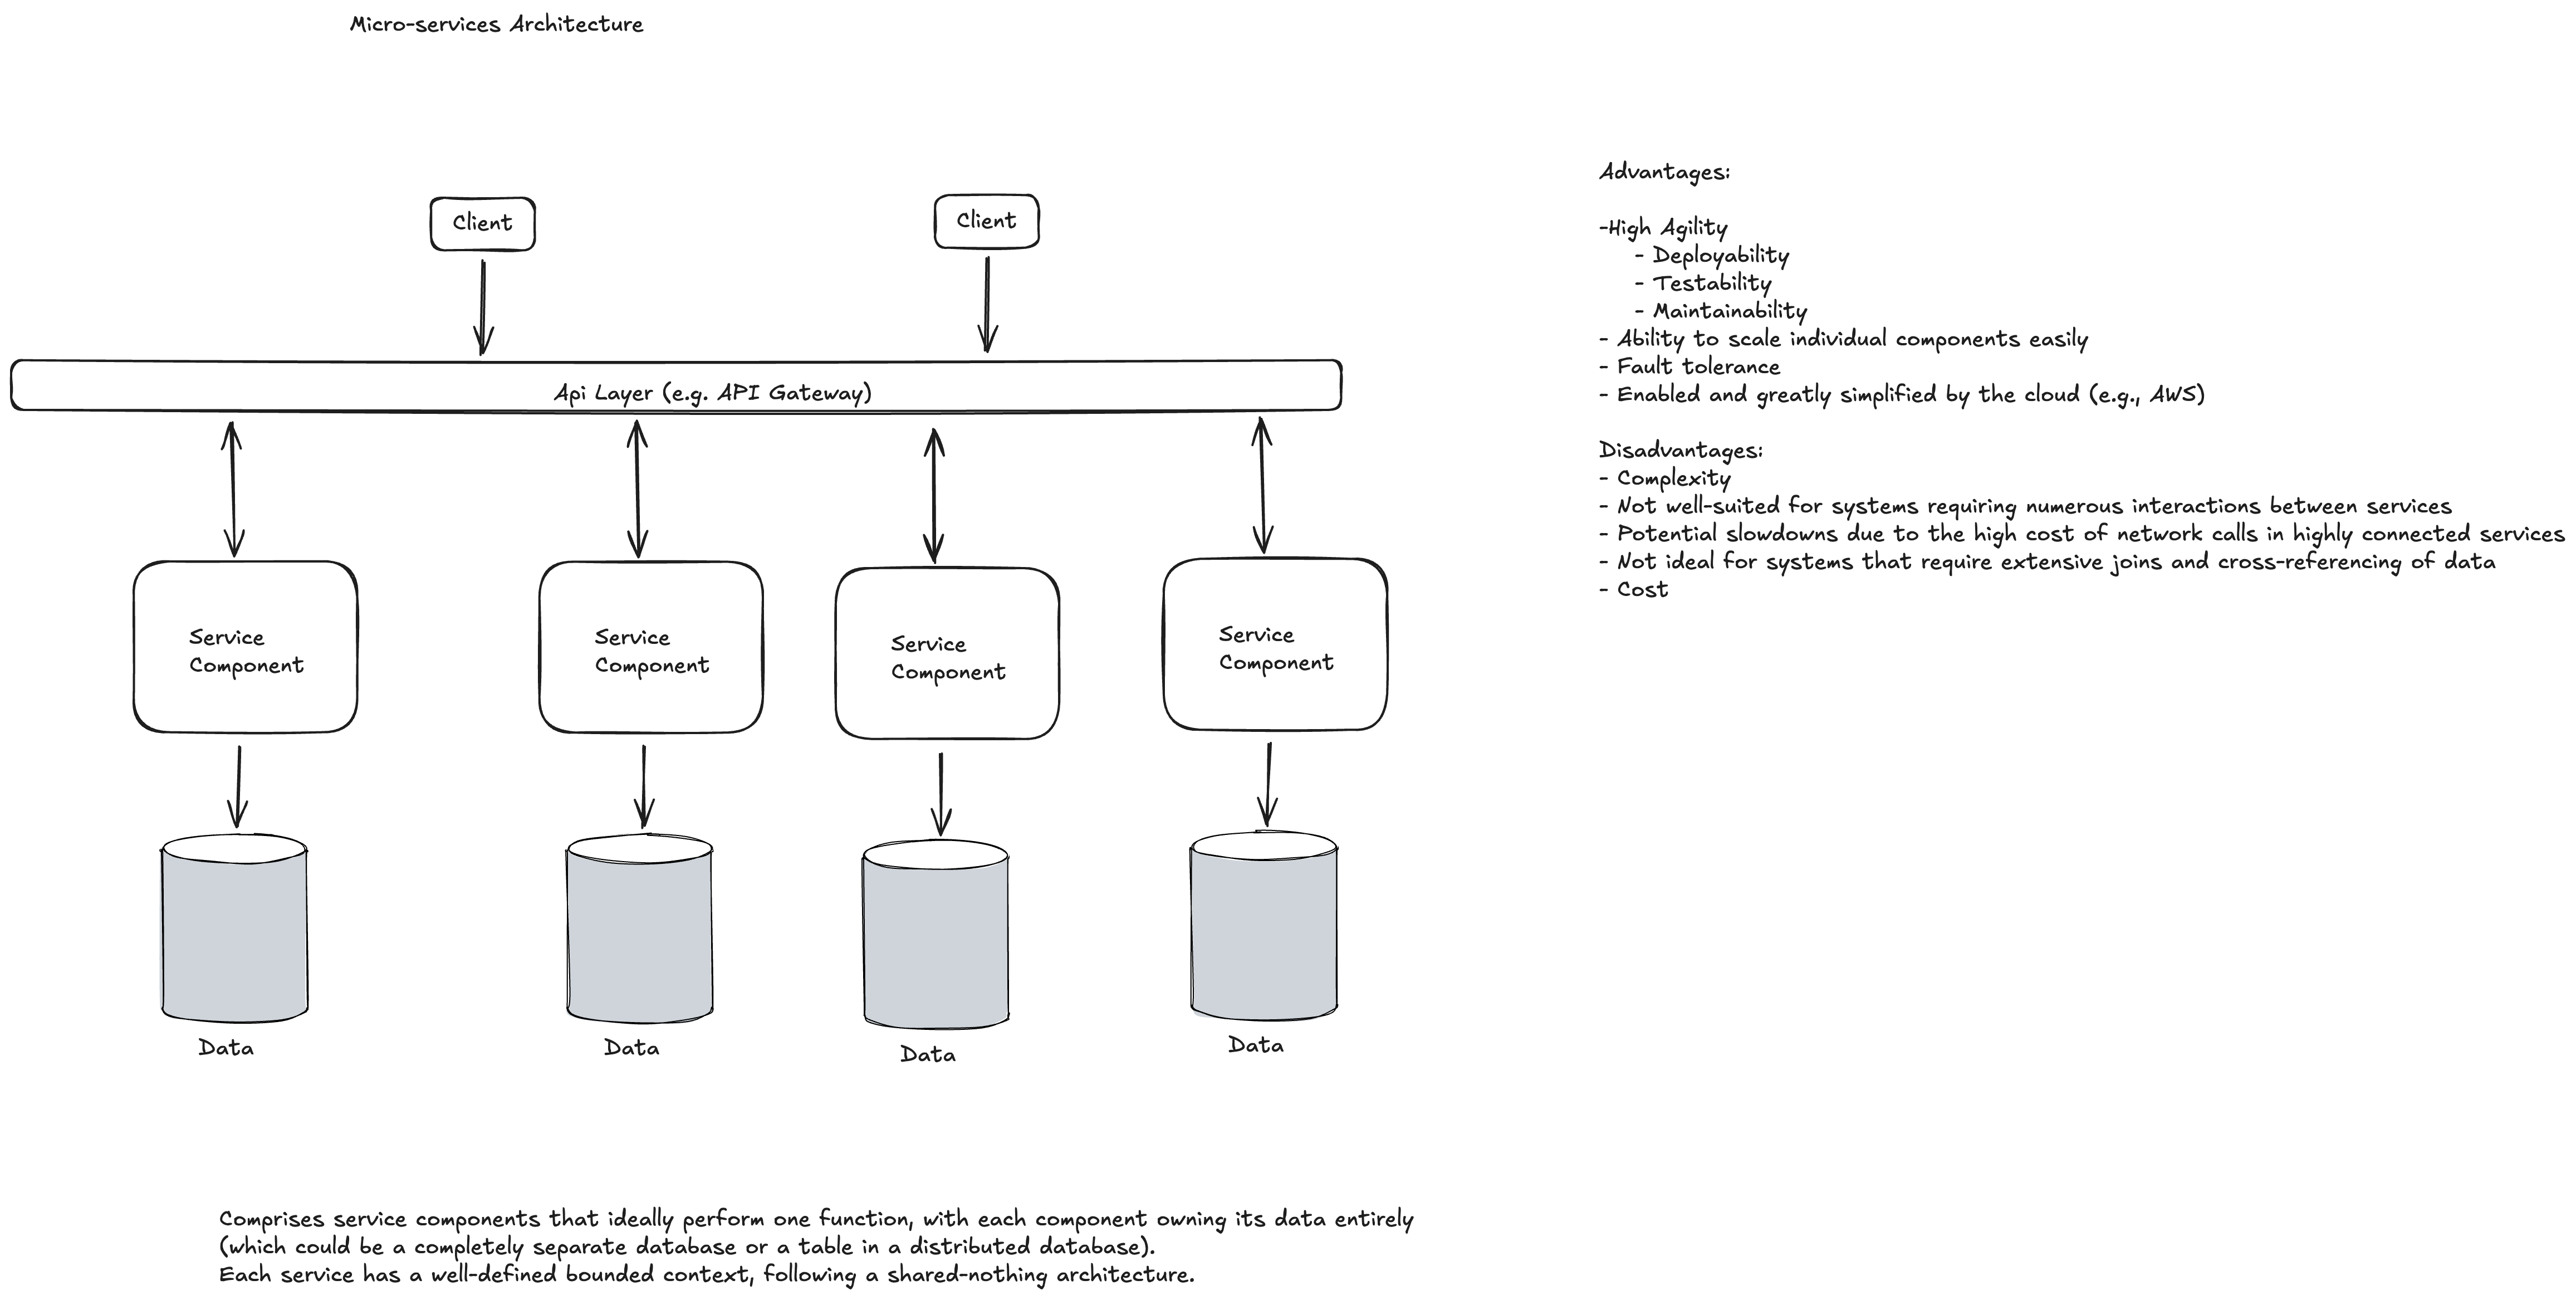 Micro-services Architecture
Client
Client
Api Layer (e.g. API Gateway)
Service
Component
Service
Component
Service
Component
Service
Component
Data
Data
Data
Data
Comprises service components that ideally perform one function, with each component owning its data entirely
(which could be a completely separate database or a table in a distributed database).
Each service has a well-defined bounded context, following a shared-nothing architecture.
Advantages:
-High Agility
- Deployability
- Testability
- Maintainability
- Ability to scale individual components easily
- Fault tolerance
- Enabled and greatly simplified by the cloud (e.g., AWS)
Disadvantages:
- Complexity
- Not well-suited for systems requiring numerous interactions between services
- Potential slowdowns due to the high cost of network calls in highly connected services
- Not ideal for systems that require extensive joins and cross-referencing of data
- Cost